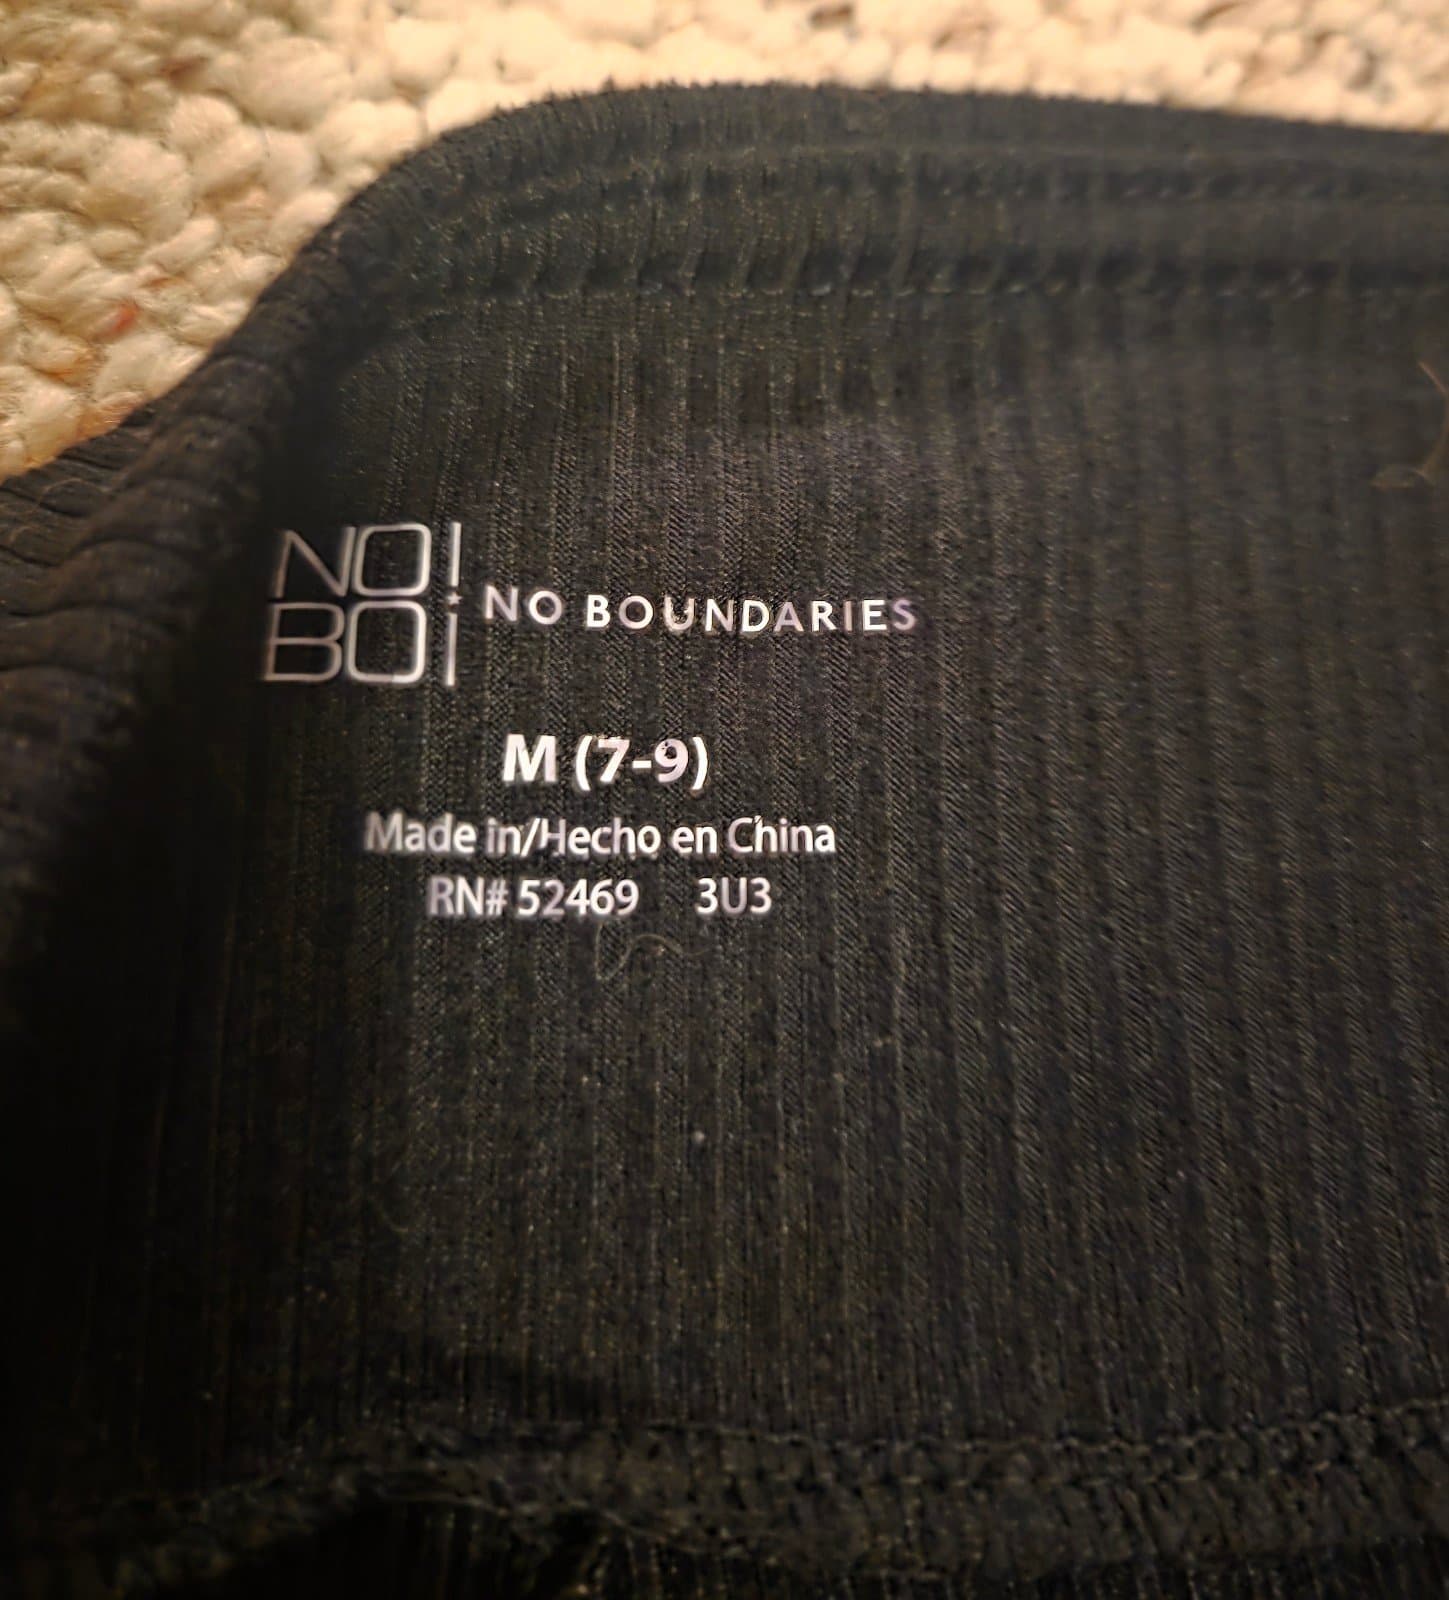 NO
BO
NO BOUNDARIES
M (7-9)
Made in/Hecho en China
RN# 52469 3U3